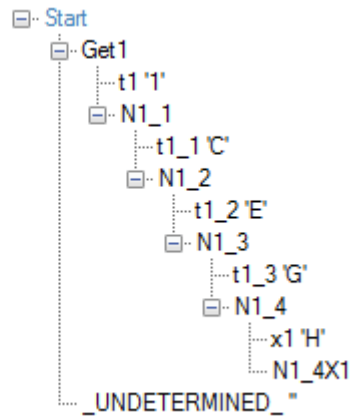 Start
Get1
t1 '1'
N1_1
t1_1 'C'
N1_2
t1_2 'E'
N1_3
t1_3 'G'
N1_4
x1 'H'
N1_4X1
_UNDETERMINED_ ''